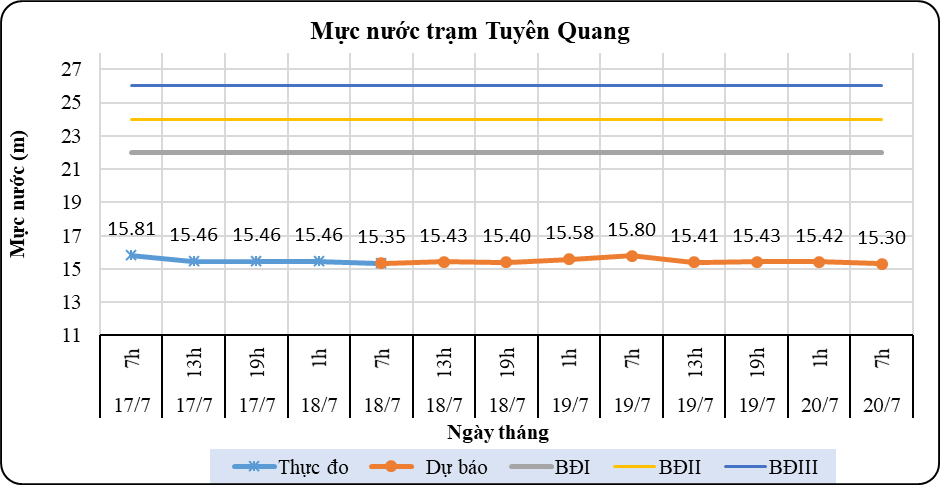 Mực nước trạm Tuyên Quang
Mực nước (m)
27
25
23
21
19
17
15
13
11
15.81 15.46 15.46 15.46 15.35 15.43 15.40 15.58 15.80 15.41 15.43 15.42 15.30
7h 13h 19h 1h 7h 13h 19h 1h 7h 13h 19h 1h 7h
17/7 17/7 17/7 18/7 18/7 18/7 18/7 19/7 19/7 19/7 19/7 20/7 20/7
Ngày tháng
Thực đo Dự báo BĐI BĐII BĐIII